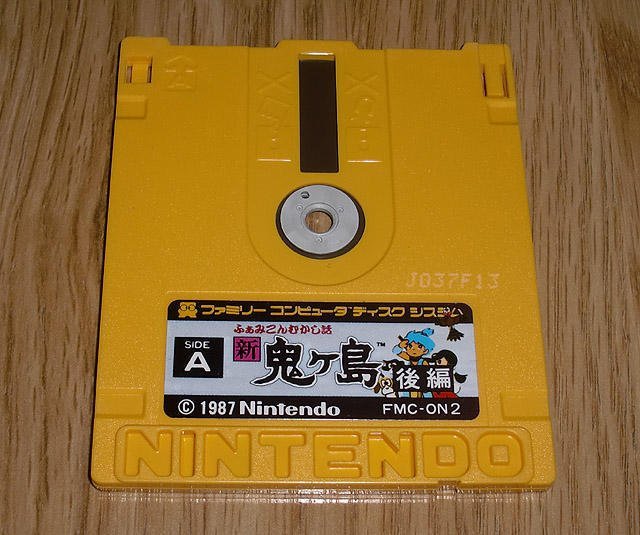 J037F13
ファミリー コンピュータ ディスク システム
ふぁみこんむかし話
SIDE A
新 鬼ヶ島™ 後編
© 1987 Nintendo FMC-ON2
NINTENDO